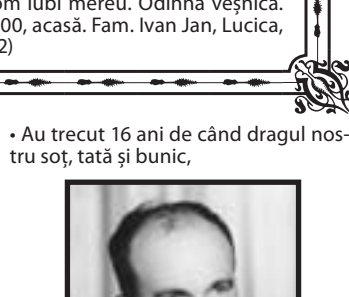 om iubi mereu. Odihnă veșnică.
00, acasă. Fam. Ivan Jan, Lucica,
2)
• Au trecut 16 ani de când dragul nos-
tru soț, tată și bunic,